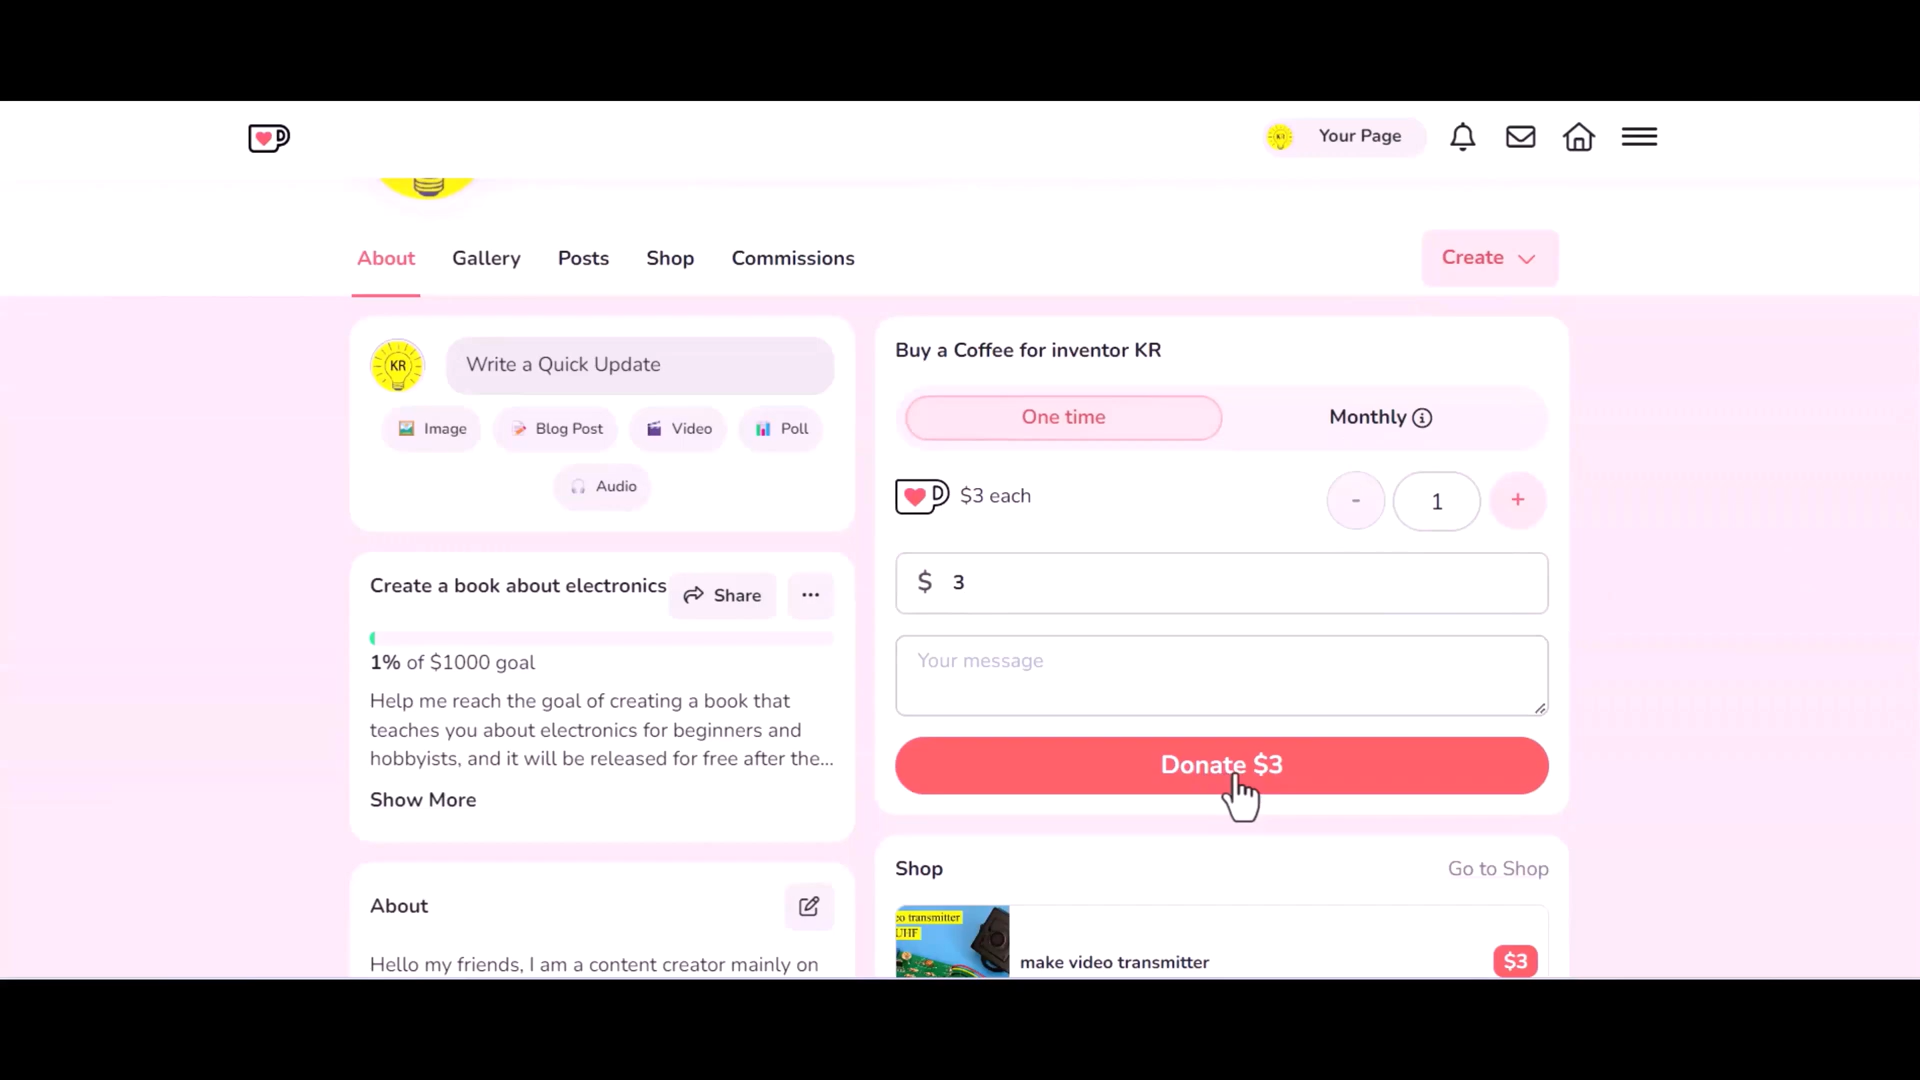 Your Page
About
Gallery
Posts
Shop
Commissions
Create
KR
Write a Quick Update
Image
Blog Post
Video
Poll
Audio
Create a book about electronics
Share
...
1% of $1000 goal
Help me reach the goal of creating a book that
teaches you about electronics for beginners and
hobbyists, and it will be released for free after the...
Show More
About
Hello my friends, I am a content creator mainly on
Buy a Coffee for inventor KR
One time
Monthly
$3 each
-
1
+
$ 3
Your message
Donate $3
Shop
Go to Shop
eo transmitter
UHF
make video transmitter
$3